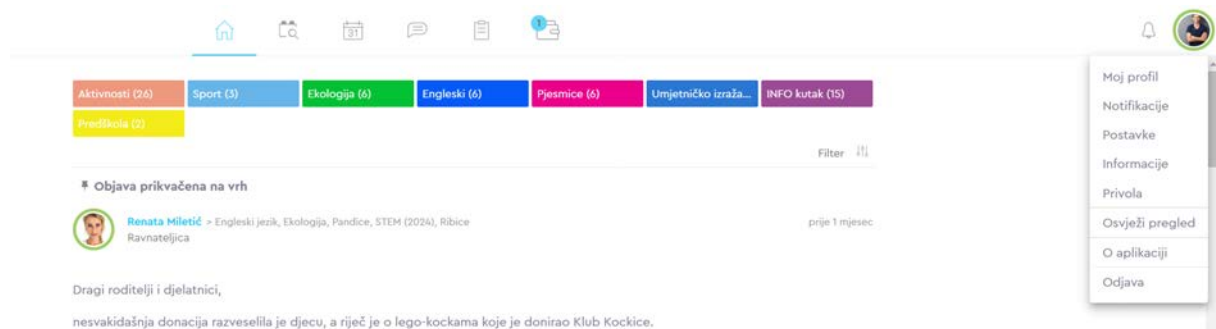 1
31
Aktivnosti (26) Sport (3) Ekologija (6) Engleski (6) Pjesmice (6) Umjetničko izraža... INFO kutak (15)
Predškola (2)
Filter
Objava prikvačena na vrh
Renata Miletić > Engleski jezik, Ekologija, Pandice, STEM (2024), Ribice prije 1 mjesec
Ravnateljica
Dragi roditelji i djelatnici,
nesvakidašnja donacija razveselila je djecu, a riječ je o lego-kockama koje je donirao Klub Kockice.
Moj profil
Notifikacije
Postavke
Informacije
Privola
Osvježi pregled
O aplikaciji
Odjava